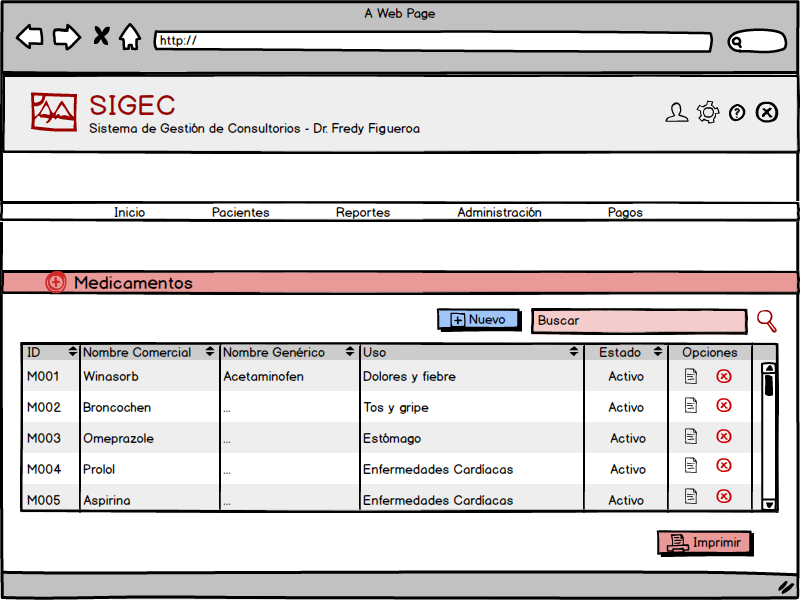 A Web Page
http://
SIGEC
Sistema de Gestión de Consultorios - Dr. Fredy Figueroa
Inicio Pacientes Reportes Administración Pagos
Medicamentos
Nuevo Buscar
ID Nombre Comercial Nombre Genérico Uso Estado Opciones
M001 Winasorb Acetaminofen Dolores y fiebre Activo
M002 Broncochen ... Tos y gripe Activo
M003 Omeprazole ... Estómago Activo
M004 Prolol ... Enfermedades Cardíacas Activo
M005 Aspirina ... Enfermedades Cardíacas Activo
Imprimir